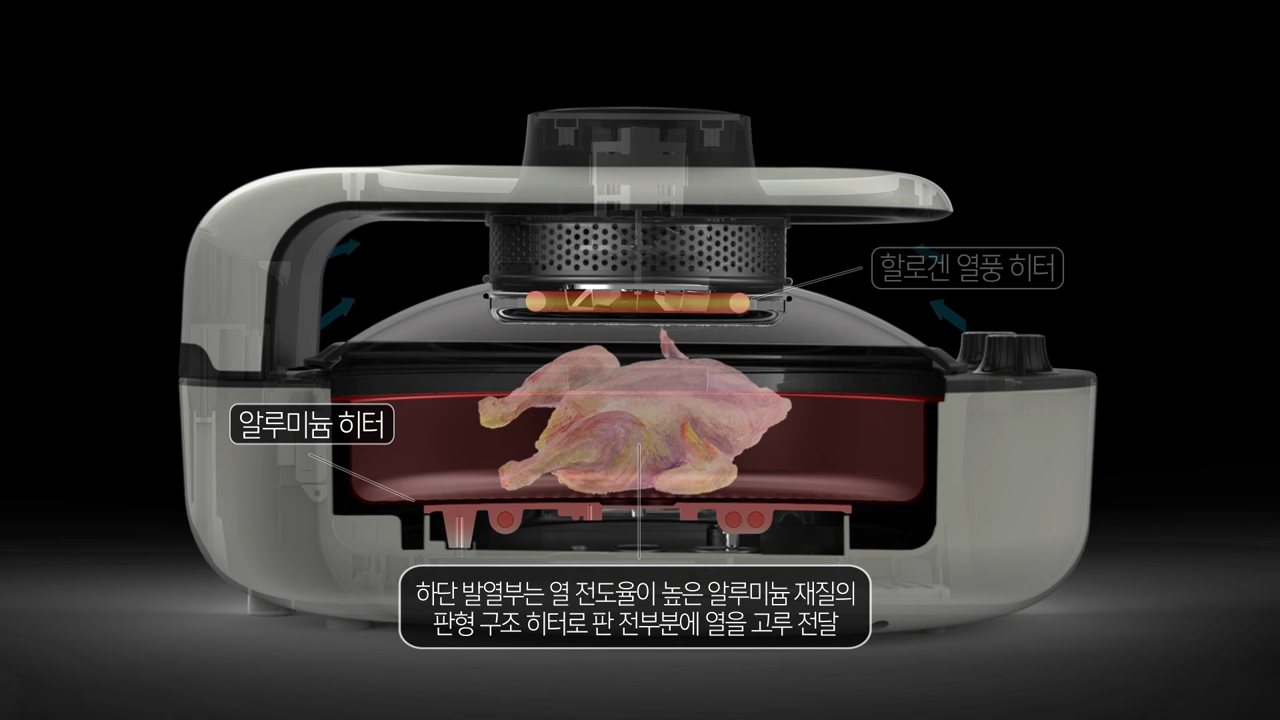 할로겐 열풍 히터
알루미늄 히터
하단 발열부는 열 전도율이 높은 알루미늄 재질의
판형 구조 히터로 판 전부분에 열을 고루 전달